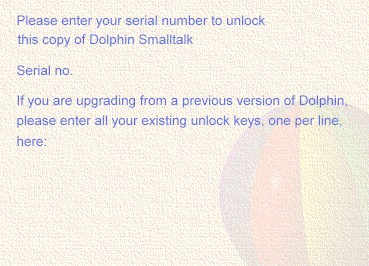 Please enter your serial number to unlock
this copy of Dolphin Smalltalk
Serial no.
If you are upgrading from a previous version of Dolphin,
please enter all your existing unlock keys, one per line,
here: